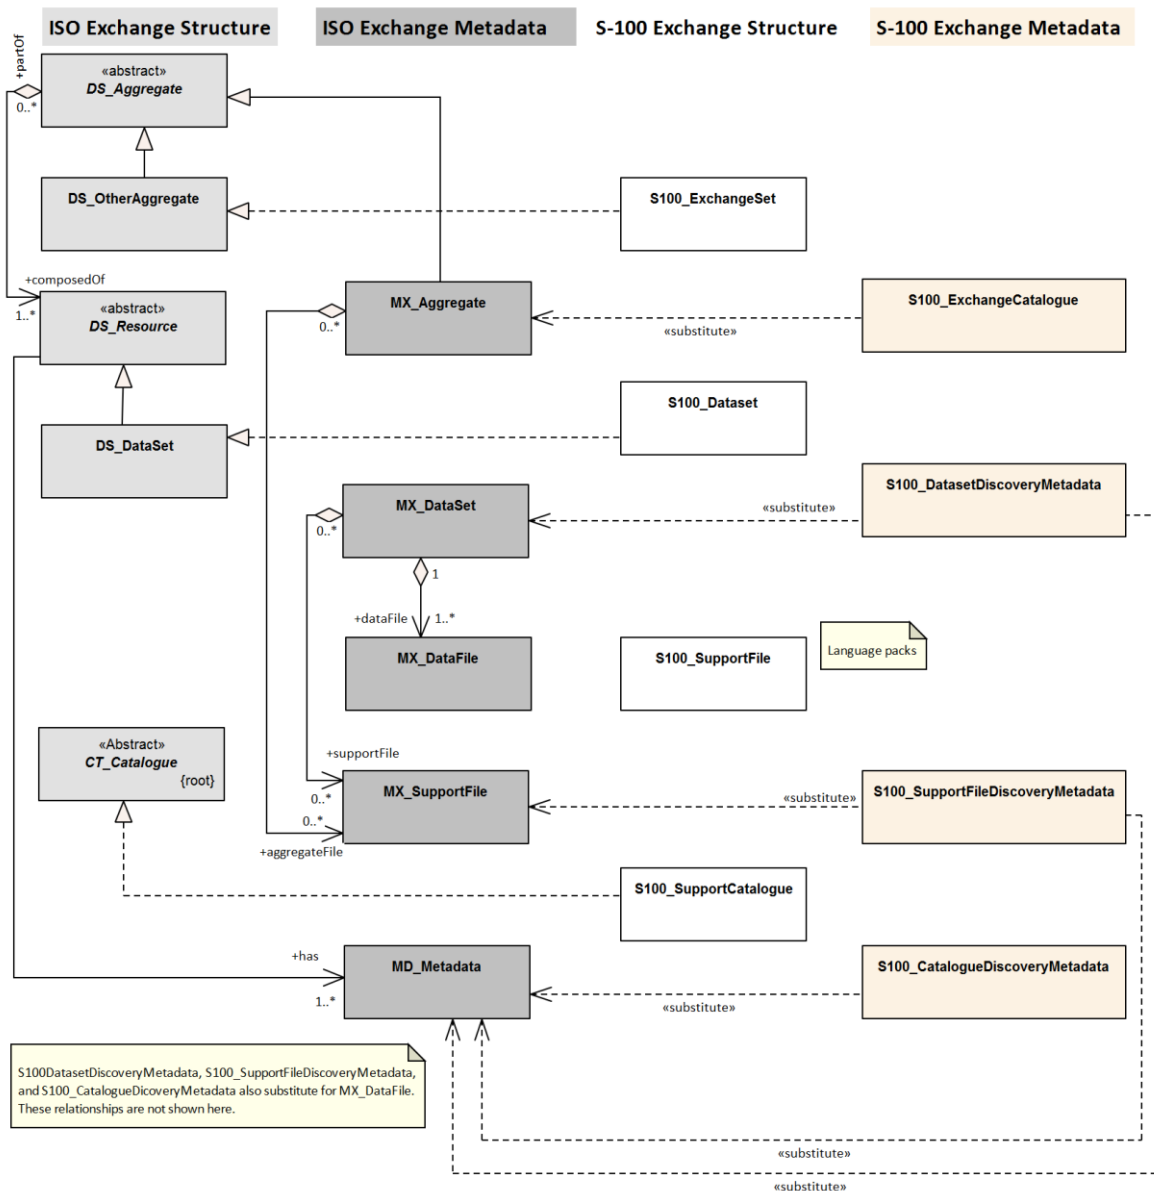 ISO Exchange Structure
ISO Exchange Metadata
S-100 Exchange Structure
S-100 Exchange Metadata
+partOf
0..*
«abstract»
DS_Aggregate
DS_OtherAggregate
S100_ExchangeSet
+composedOf
1..*
«abstract»
DS_Resource
MX_Aggregate
0..*
S100_ExchangeCatalogue
«substitute»
S100_Dataset
DS_DataSet
MX_DataSet
0..*
1
S100_DatasetDiscoveryMetadata
«substitute»
+dataFile
1..*
MX_DataFile
S100_SupportFile
Language packs
«Abstract»
CT_Catalogue
{root}
+supportFile
0..*
MX_SupportFile
0..*
+aggregateFile
«substitute»
S100_SupportFileDiscoveryMetadata
S100_SupportCatalogue
+has
1..*
MD_Metadata
«substitute»
S100_CatalogueDiscoveryMetadata
S100DatasetDiscoveryMetadata, S100_SupportFileDiscoveryMetadata,
and S100_CatalogueDicoveryMetadata also substitute for MX_DataFile.
These relationships are not shown here.
«substitute»
«substitute»